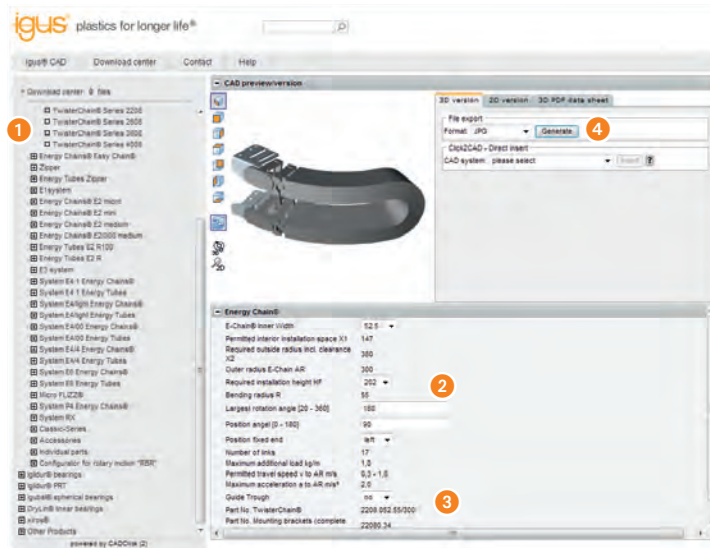 igus plastics for longer life®
igus® CAD Download center Contact Help
Download center 0 files
1
TwisterChain® Series 2208
TwisterChain® Series 2608
TwisterChain® Series 3608
TwisterChain® Series 4008
Energy Chains® Easy Chain®
Zipper
Energy Tubes Zipper
E1system
Energy Chains® E2 micro
Energy Chains® E2 mini
Energy Chains® E2 medium
Energy Chains® E2/000 medium
Energy Tubes E2 R100
Energy Tubes E2 R
E3 system
System E4-1 Energy Chains®
System E4-1 Energy Tubes
System E4/light Energy Chains®
System E4/light Energy Tubes
System E4/00 Energy Chains®
System E4/00 Energy Tubes
System E4/4 Energy Chains®
System E4/4 Energy Tubes
System E6 Energy Chains®
System E6 Energy Tubes
Micro FLIZZ®
System P4 Energy Chains®
System RX
Classic-Series
Accessories
Individual parts
Configurator for rotary motion "RBR"
iglidur® bearings
iglidur® PRT
igubal® spherical bearings
DryLin® linear bearings
xiros®
Other Products
powered by CADClick (2)
CAD preview/version
2D
3D version 2D version 3D PDF data sheet
File export
Format: JPG Generate
4
Click2CAD - Direct insert
CAD system: please select Insert ?
Energy Chain®
E-Chain® Inner Width 52.5
Permitted interior installation space X1 147
Required outside radius incl. clearance X2 380
Outer radius E-Chain AR 300
Required installation height HF 202
2
Bending radius R 55
Largest rotation angle [20 - 360] 180
Position angel [0 - 180] 90
Position fixed end left
Number of links 17
Maximum additional load kg/m 1,0
Permitted travel speed v to AR m/s 0,3 - 1,0
Maximum acceleration a to AR m/s² 2,0
Guide Trough no
3
Part No. TwisterChain® 2208.052.55/300
Part No. Mounting brackets (complete 22080.34